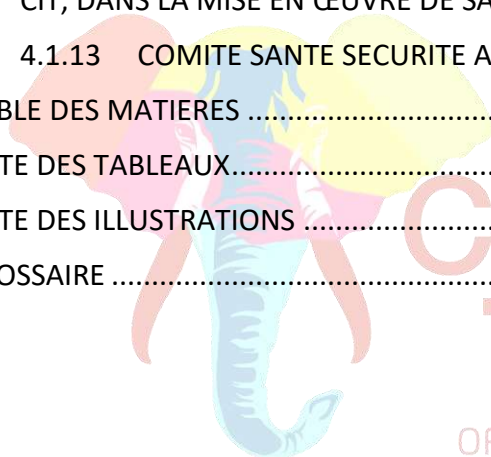 CIT, DANS LA MISE EN ŒUVRE DE SA
4.1.13 COMITE SANTE SECURITE A
BLE DES MATIERES ............................
TE DES TABLEAUX..............................
TE DES ILLUSTRATIONS .....................
OSSAIRE .............................................
C
OF